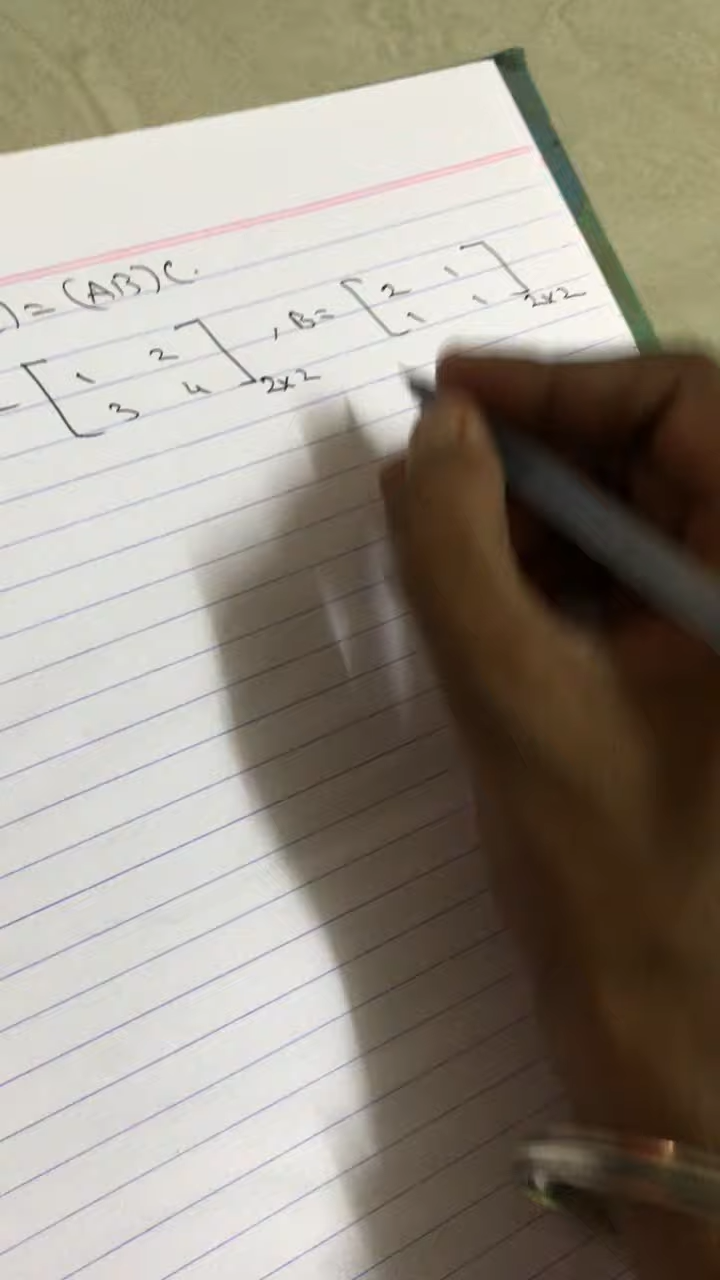 ) = (AB)C.
[1 2 3 4]2x2 , B= [2 1 1 1]2x2